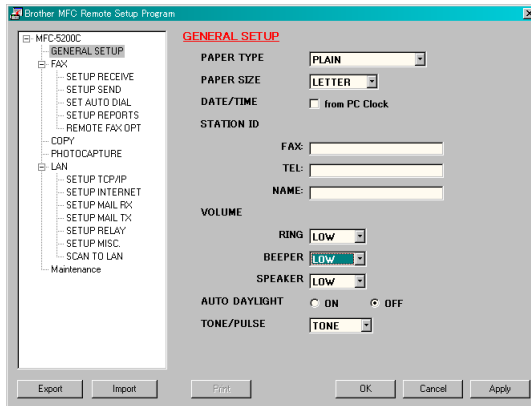 Brother MFC Remote Setup Program
MFC-5200C
GENERAL SETUP
FAX
SETUP RECEIVE
SETUP SEND
SET AUTO DIAL
SETUP REPORTS
REMOTE FAX OPT
COPY
PHOTOCAPTURE
LAN
SETUP TCP/IP
SETUP INTERNET
SETUP MAIL RX
SETUP MAIL TX
SETUP RELAY
SETUP MISC.
SCAN TO LAN
Maintenance
GENERAL SETUP
PAPER TYPE PLAIN
PAPER SIZE LETTER
DATE/TIME from PC Clock
STATION ID
FAX:
TEL:
NAME:
VOLUME
RING LOW
BEEPER LOW
SPEAKER LOW
AUTO DAYLIGHT ON OFF
TONE/PULSE TONE
Export Import Print OK Cancel Apply